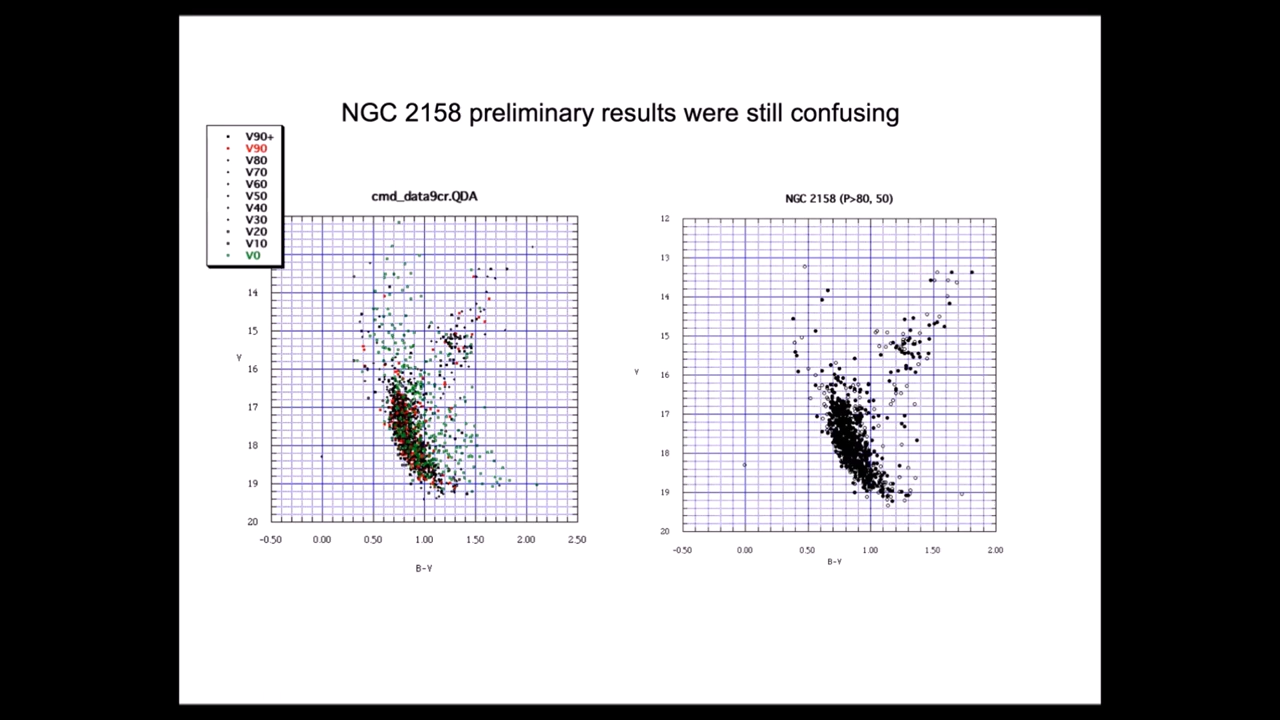 NGC 2158 preliminary results were still confusing
V90+
V90
V80
V70
V60
V50
V40
V30
V20
V10
V0
cmd_data9cr.QDA
14
15
16
17
18
19
20
Y
-0.50 0.00 0.50 1.00 1.50 2.00 2.50
B-Y
NGC 2158 (P>80, 50)
12
13
14
15
16
17
18
19
20
Y
-0.50 0.00 0.50 1.00 1.50 2.00
B-Y